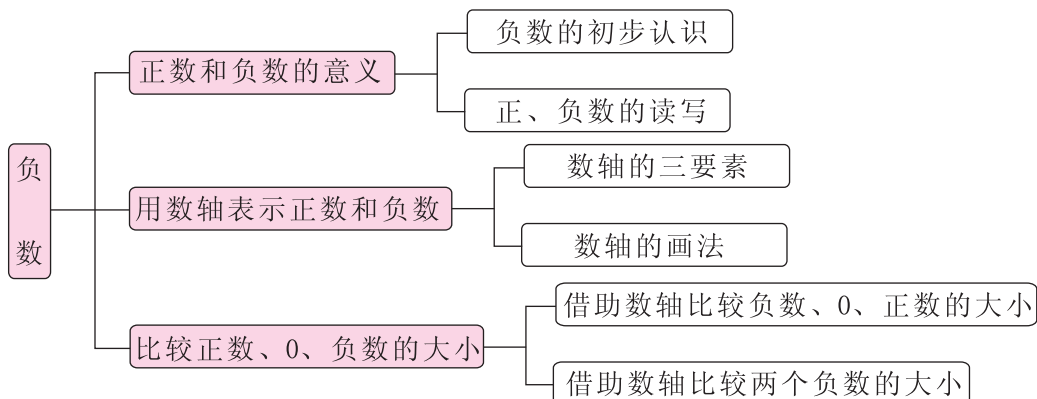 负数
正数和负数的意义
负数的初步认识
正、负数的读写
用数轴表示正数和负数
数轴的三要素
数轴的画法
比较正数、0、负数的大小
借助数轴比较负数、0、正数的大小
借助数轴比较两个负数的大小